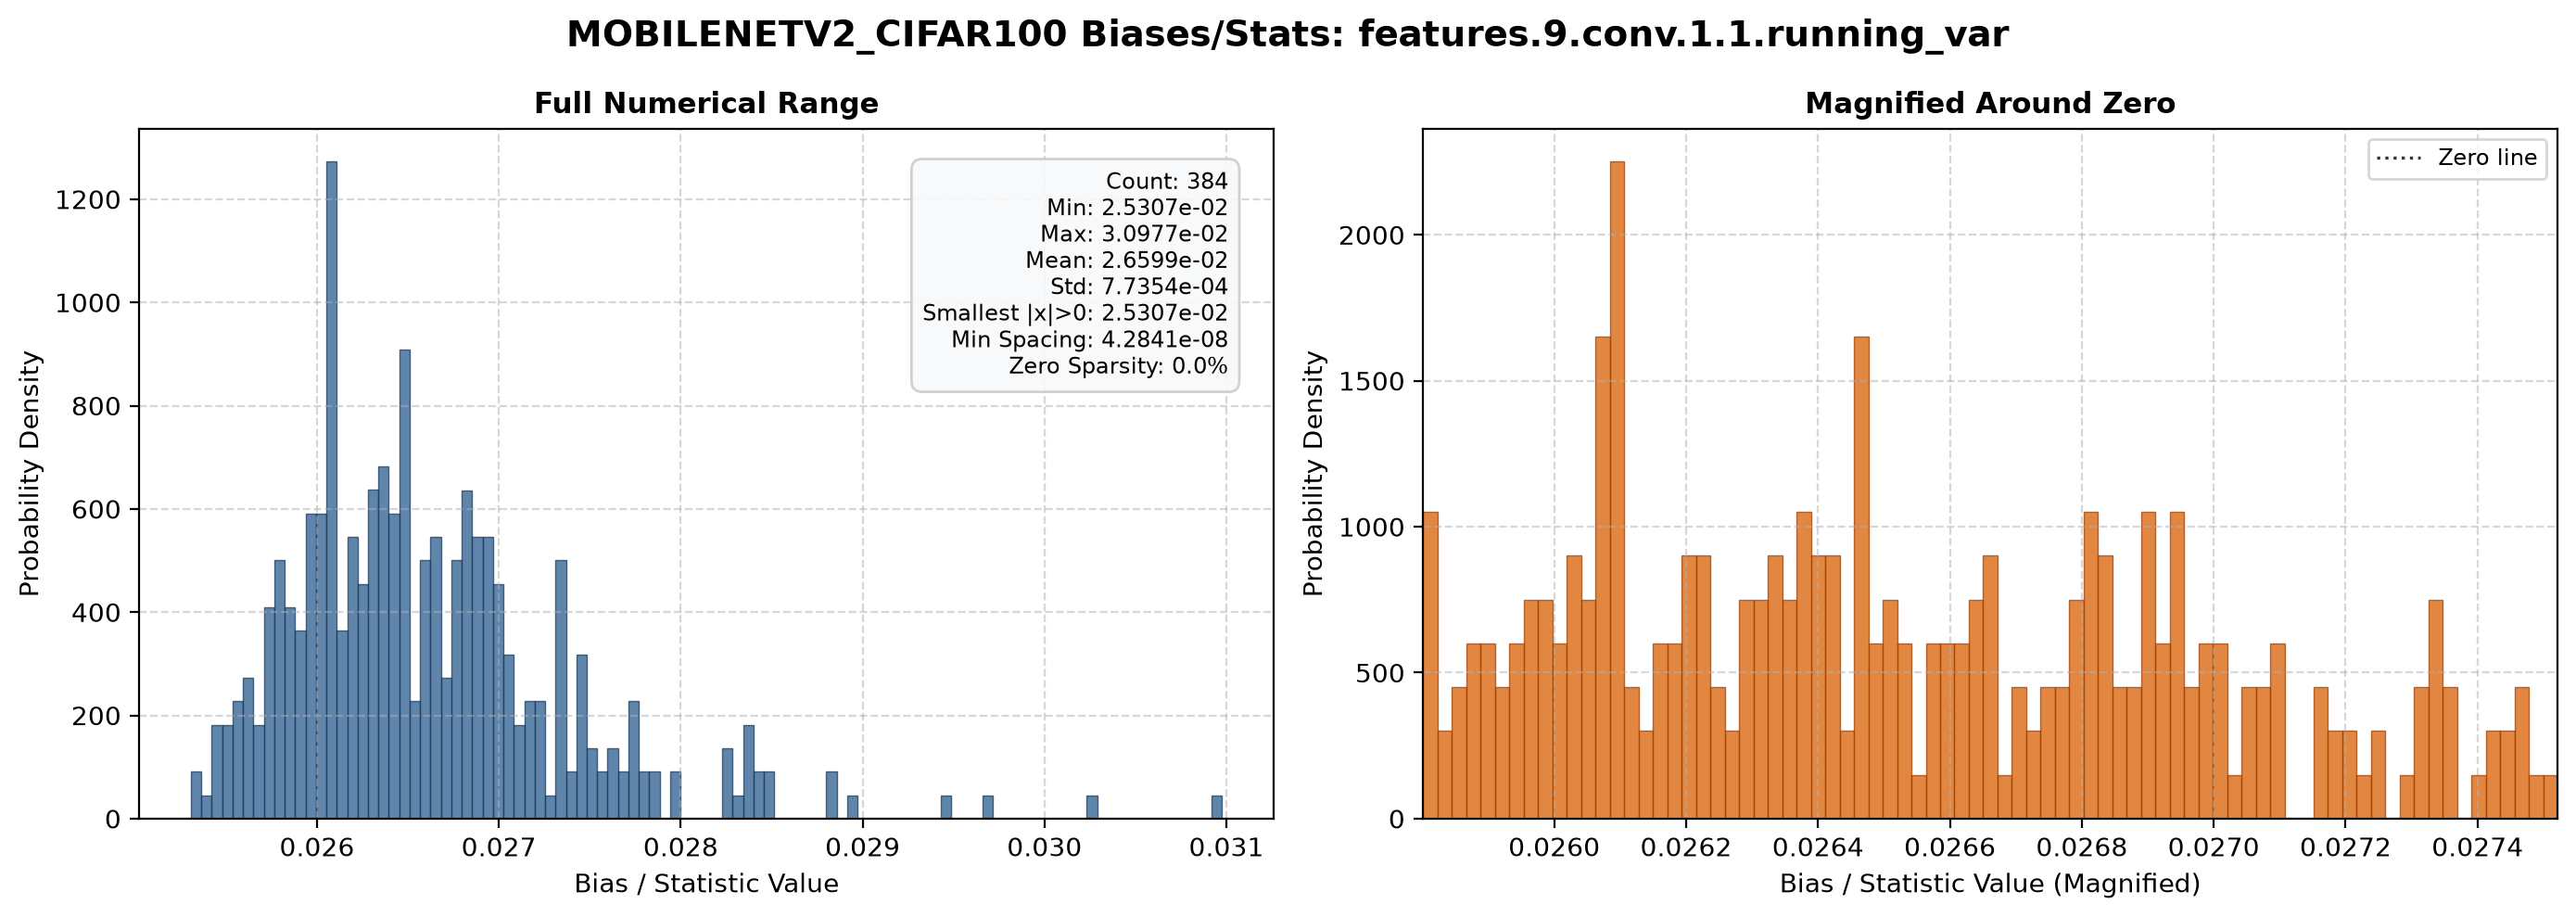 MOBILENETV2_CIFAR100 Biases/Stats: features.9.conv.1.1.running_var
Full Numerical Range
Probability Density
1200
1000
800
600
400
200
0
Count: 384
Min: 2.5307e-02
Max: 3.0977e-02
Mean: 2.6599e-02
Std: 7.7354e-04
Smallest |x|>0: 2.5307e-02
Min Spacing: 4.2841e-08
Zero Sparsity: 0.0%
0.026 0.027 0.028 0.029 0.030 0.031
Bias / Statistic Value
Magnified Around Zero
Probability Density
2000
1500
1000
500
0
Zero line
0.0260 0.0262 0.0264 0.0266 0.0268 0.0270 0.0272 0.0274
Bias / Statistic Value (Magnified)